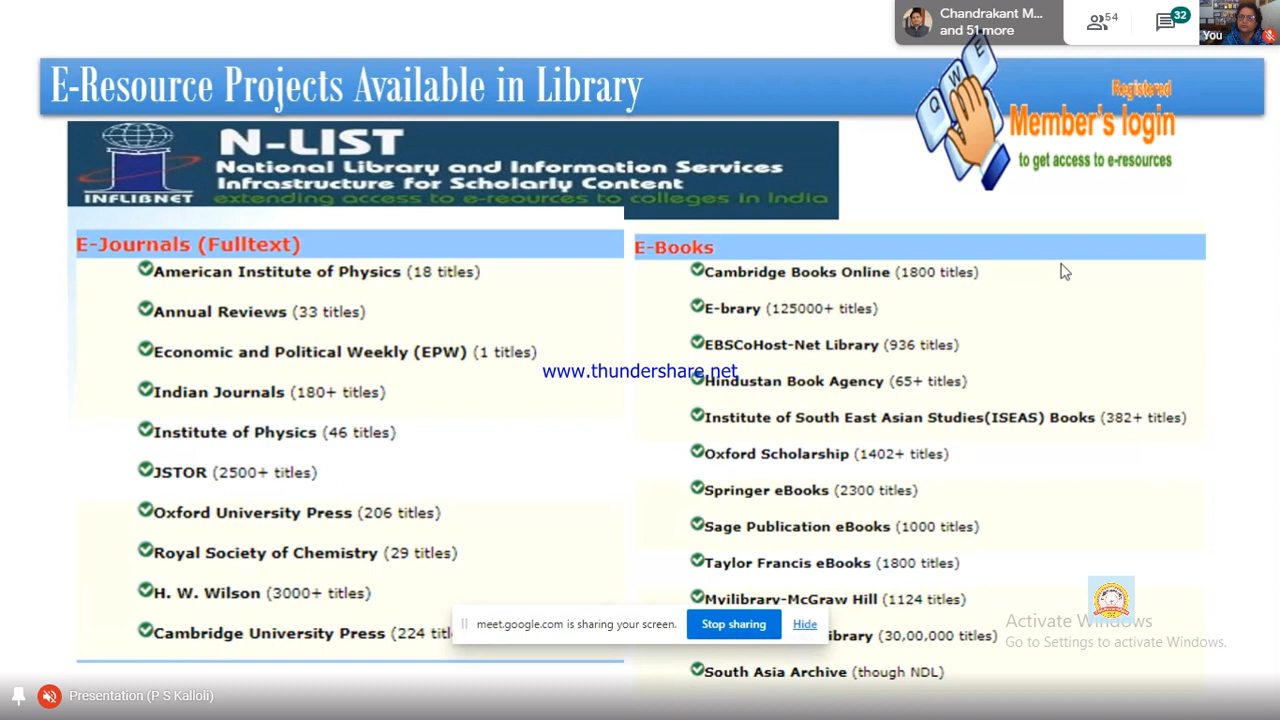 Chandrakant M...
and 51 more
54
32
You
E-Resource Projects Available in Library
Q W E
Registered
Member's login
to get access to e-resources
N-LIST
National Library and Information Services
Infrastructure for Scholarly Content
extending access to e-resources to colleges in India
INFLIBNET
E-Journals (Fulltext)
American Institute of Physics (18 titles)
Annual Reviews (33 titles)
Economic and Political Weekly (EPW) (1 titles)
Indian Journals (180+ titles)
Institute of Physics (46 titles)
JSTOR (2500+ titles)
Oxford University Press (206 titles)
Royal Society of Chemistry (29 titles)
H. W. Wilson (3000+ titles)
Cambridge University Press (224
E-Books
Cambridge Books Online (1800 titles)
E-brary (125000+ titles)
EBSCoHost-Net Library (936 titles)
Hindustan Book Agency (65+ titles)
Institute of South East Asian Studies(ISEAS) Books (382+ titles)
Oxford Scholarship (1402+ titles)
Springer eBooks (2300 titles)
Sage Publication eBooks (1000 titles)
Taylor Francis eBooks (1800 titles)
Myilibrary-McGraw Hill (1124 titles)
(30,00,000 titles)
South Asia Archive (though NDL)
www.thundershare.net
meet.google.com is sharing your screen.
Stop sharing
Hide
Activate Windows
Go to Settings to activate Windows.
Presentation (P S Kalloli)